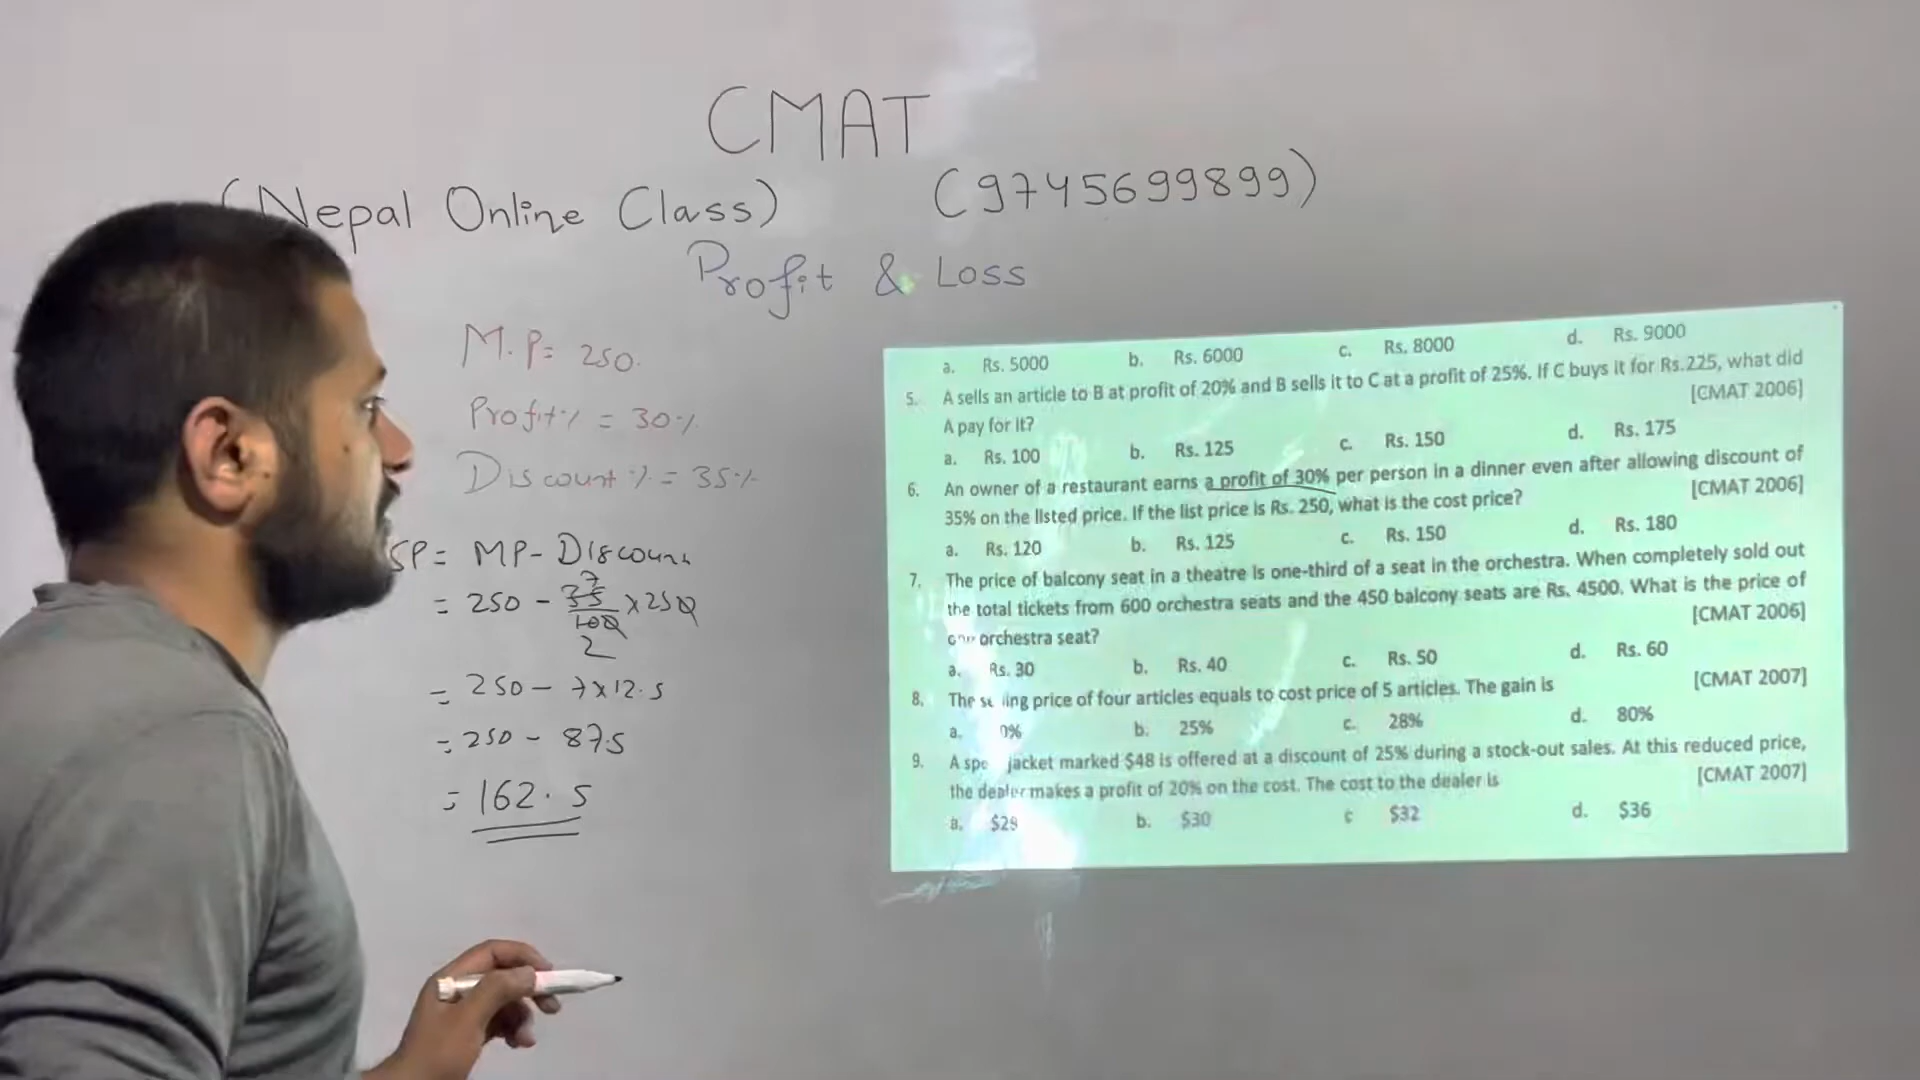 CMAT
(Nepal Online Class) (9745699899)
Profit & Loss
M.P= 250.
Profit% = 30%
Discount % = 35%
SP = MP - Discount
= 250 - 35/100 × 250
7
2
= 250 - 7×12.5
= 250 - 87.5
= 162.5
a. Rs. 5000 b. Rs. 6000 c. Rs. 8000 d. Rs. 9000
5. A sells an article to B at profit of 20% and B sells it to C at a profit of 25%. If C buys it for Rs.225, what did
A pay for it? [CMAT 2006]
a. Rs. 100 b. Rs. 125 c. Rs. 150 d. Rs. 175
6. An owner of a restaurant earns a profit of 30% per person in a dinner even after allowing discount of
35% on the listed price. If the list price is Rs. 250, what is the cost price? [CMAT 2006]
a. Rs. 120 b. Rs. 125 c. Rs. 150 d. Rs. 180
7. The price of balcony seat in a theatre is one-third of a seat in the orchestra. When completely sold out
the total tickets from 600 orchestra seats and the 450 balcony seats are Rs. 4500. What is the price of
orchestra seat? [CMAT 2006]
a. Rs. 30 b. Rs. 40 c. Rs. 50 d. Rs. 60
8. The price of four articles equals to cost price of 5 articles. The gain is [CMAT 2007]
a. 0% b. 25% c. 28% d. 80%
9. A jacket marked $48 is offered at a discount of 25% during a stock-out sales. At this reduced price,
the dealer makes a profit of 20% on the cost. The cost to the dealer is [CMAT 2007]
a. b. $30 c $32 d. $36